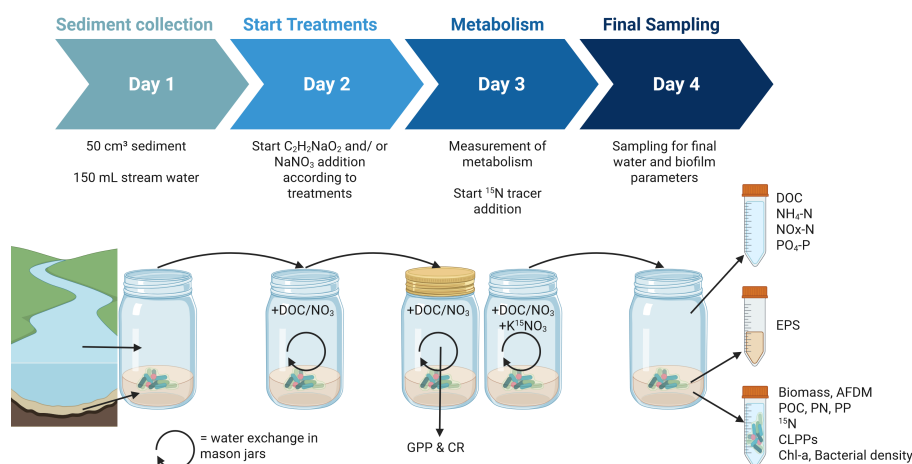 Sediment collection
Start Treatments
Metabolism
Final Sampling
Day 1
Day 2
Day 3
Day 4
50 cm³ sediment
150 mL stream water
Start C₂H₂NaO₂ and/ or
NaNO₃ addition
according to
treatments
Measurement of
metabolism
Start ¹⁵N tracer
addition
Sampling for final
water and biofilm
parameters
DOC
NH₄-N
NOx-N
PO₄-P
+DOC/NO₃
+DOC/NO₃
+DOC/NO₃
+K¹⁵NO₃
EPS
Biomass, AFDM
POC, PN, PP
¹⁵N
CLPPs
Chl-a, Bacterial density
= water exchange in
mason jars
GPP & CR